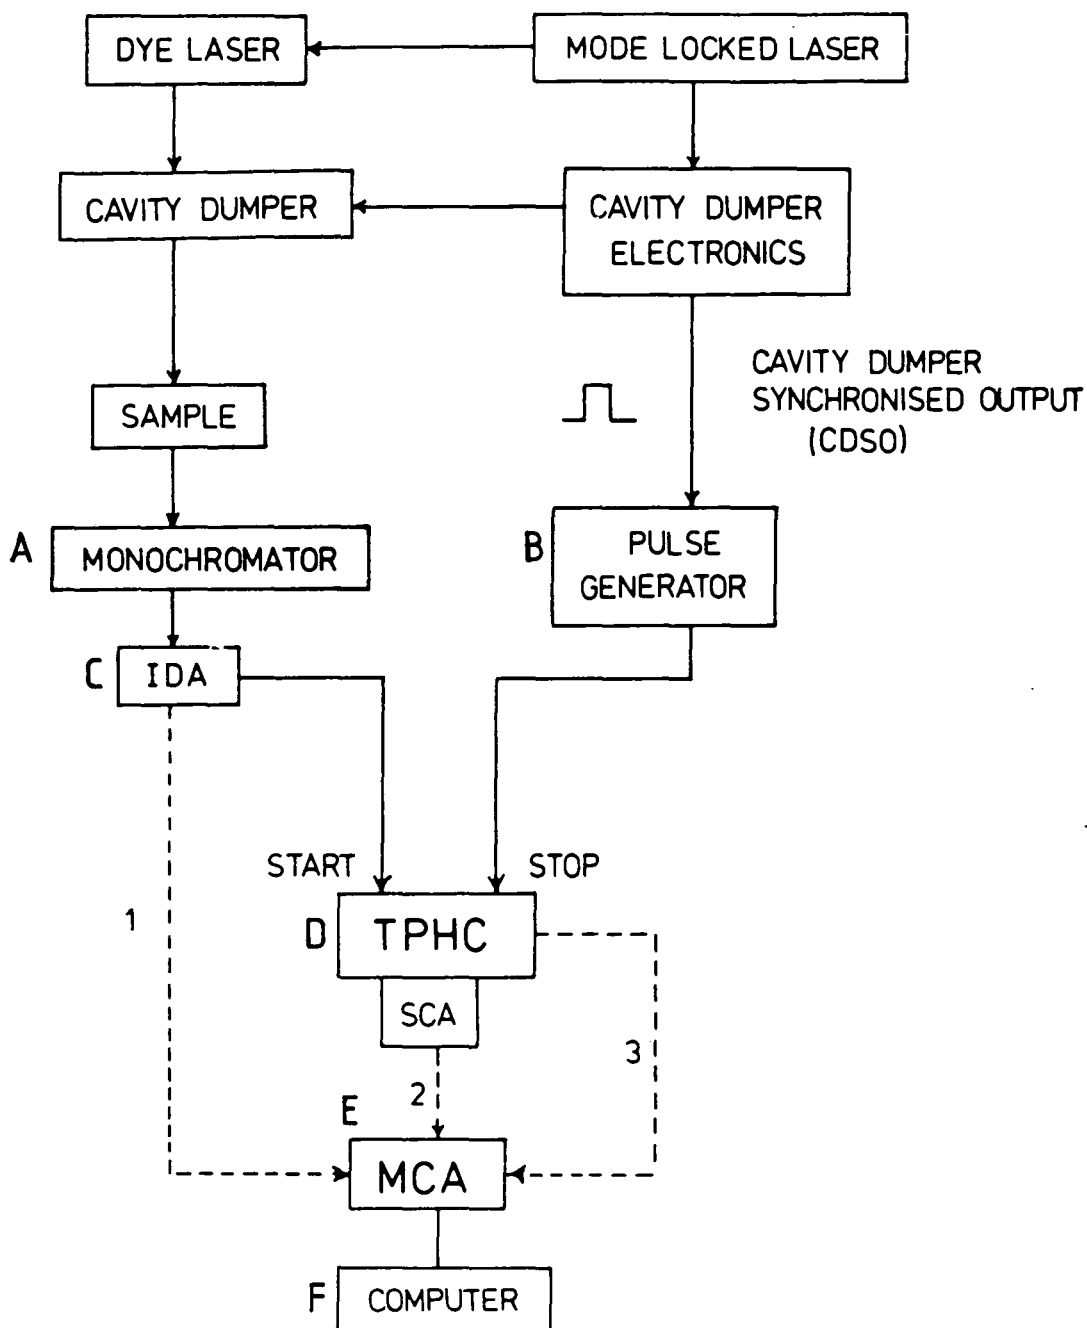 DYE LASER
MODE LOCKED LASER
CAVITY DUMPER
CAVITY DUMPER
ELECTRONICS
CAVITY DUMPER
SYNCHRONISED OUTPUT
(CDSO)
SAMPLE
A
MONOCHROMATOR
B
PULSE
GENERATOR
C
IDA
START
STOP
1
D
TPHC
SCA
2
3
E
MCA
F
COMPUTER